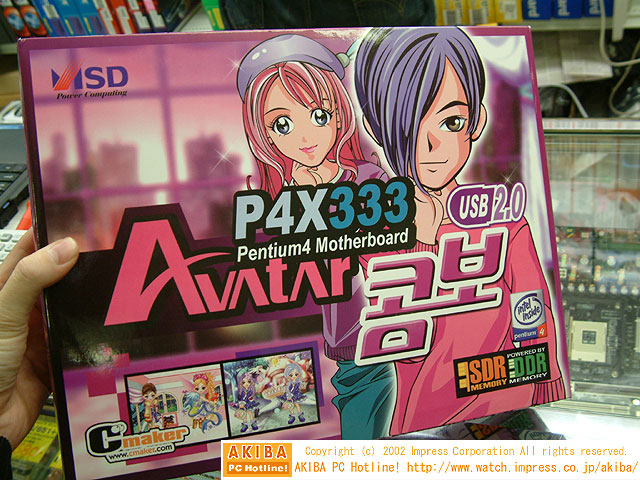 MSD
Power Computing
P4X333
Pentium4 Motherboard
USB 2.0
AVATAR
콤보
intel inside
pentium 4
SDR
MEMORY
POWERED BY
DDR
MEMORY
C maker
www.cmaker.com
AKIBA
PC Hotline!
Copyright (c) 2002 Impress Corporation All rights reserved.
AKIBA PC Hotline! http://www.watch.impress.co.jp/akiba/